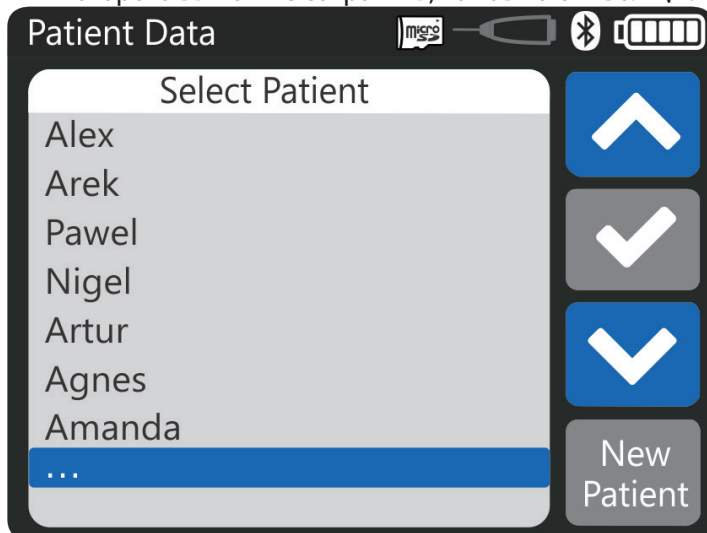 Patient Data
micro
SD
Select Patient
Alex
Arek
Pawel
Nigel
Artur
Agnes
Amanda
...
New
Patient